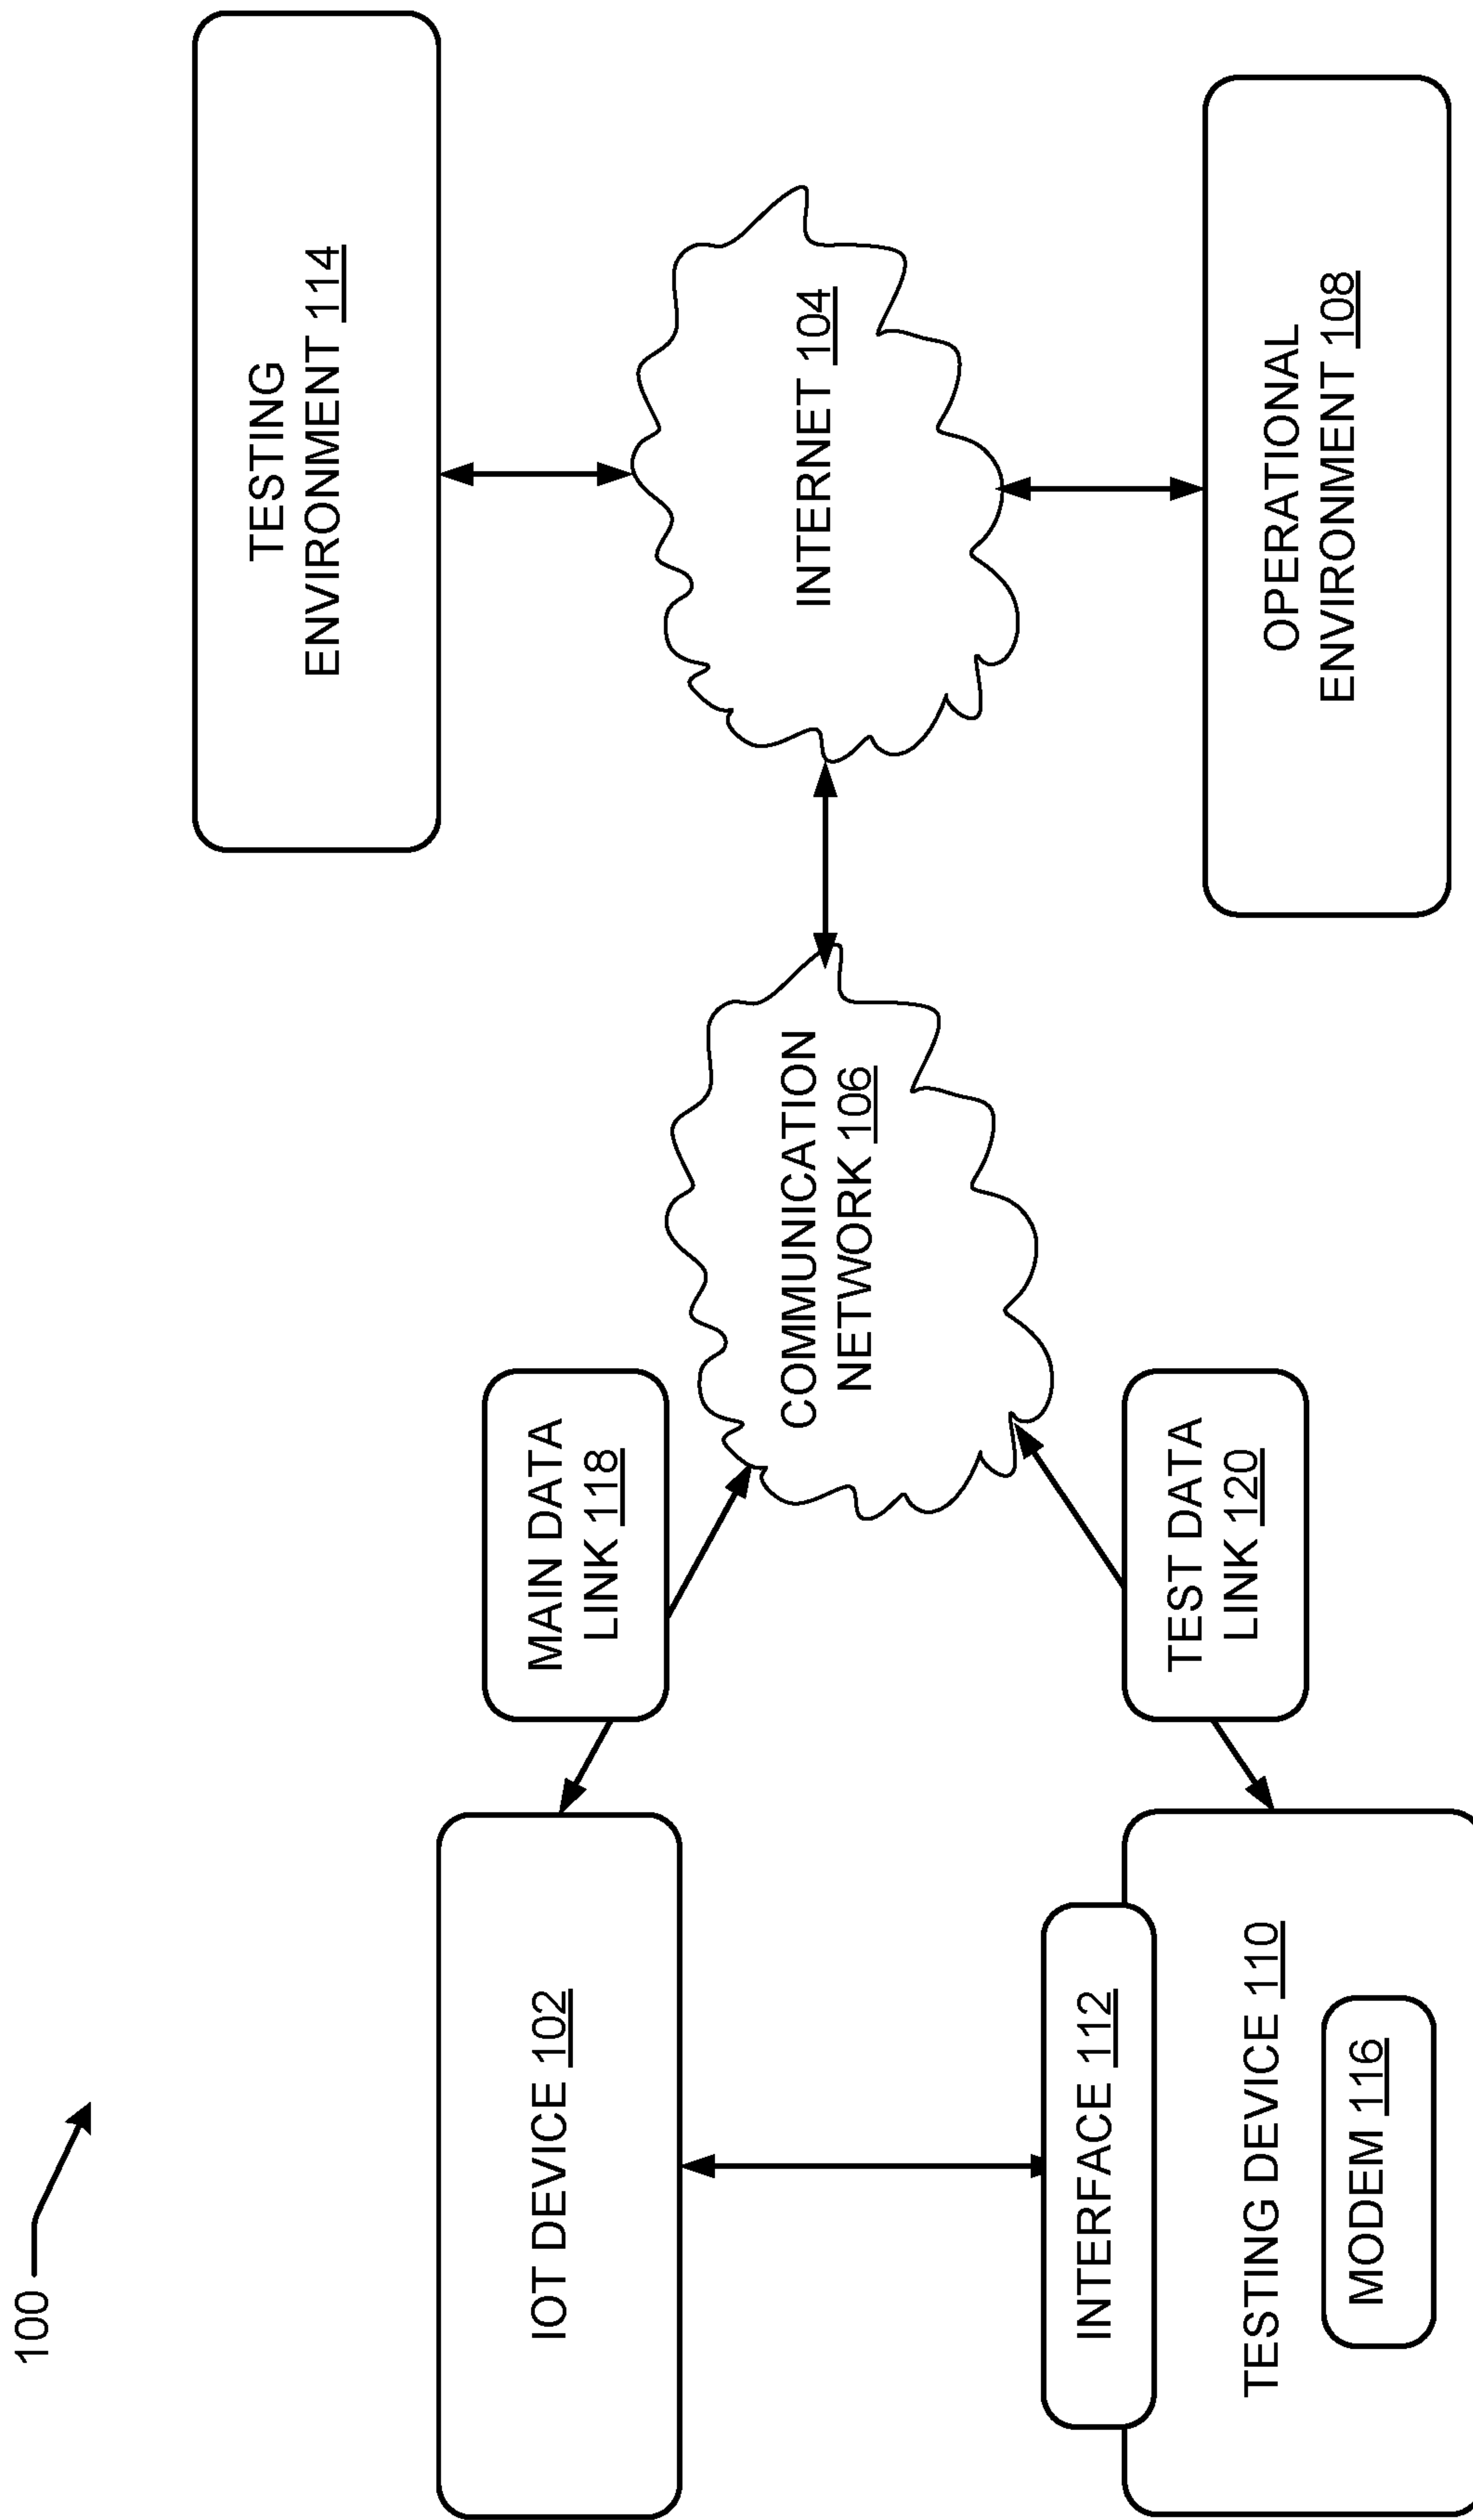 100
IOT DEVICE 102
MAIN DATA
LINK 118
TESTING
ENVIRONMENT 114
COMMUNICATION
NETWORK 106
INTERNET 104
INTERFACE 112
TESTING DEVICE 110
MODEM 116
TEST DATA
LINK 120
OPERATIONAL
ENVIRONMENT 108